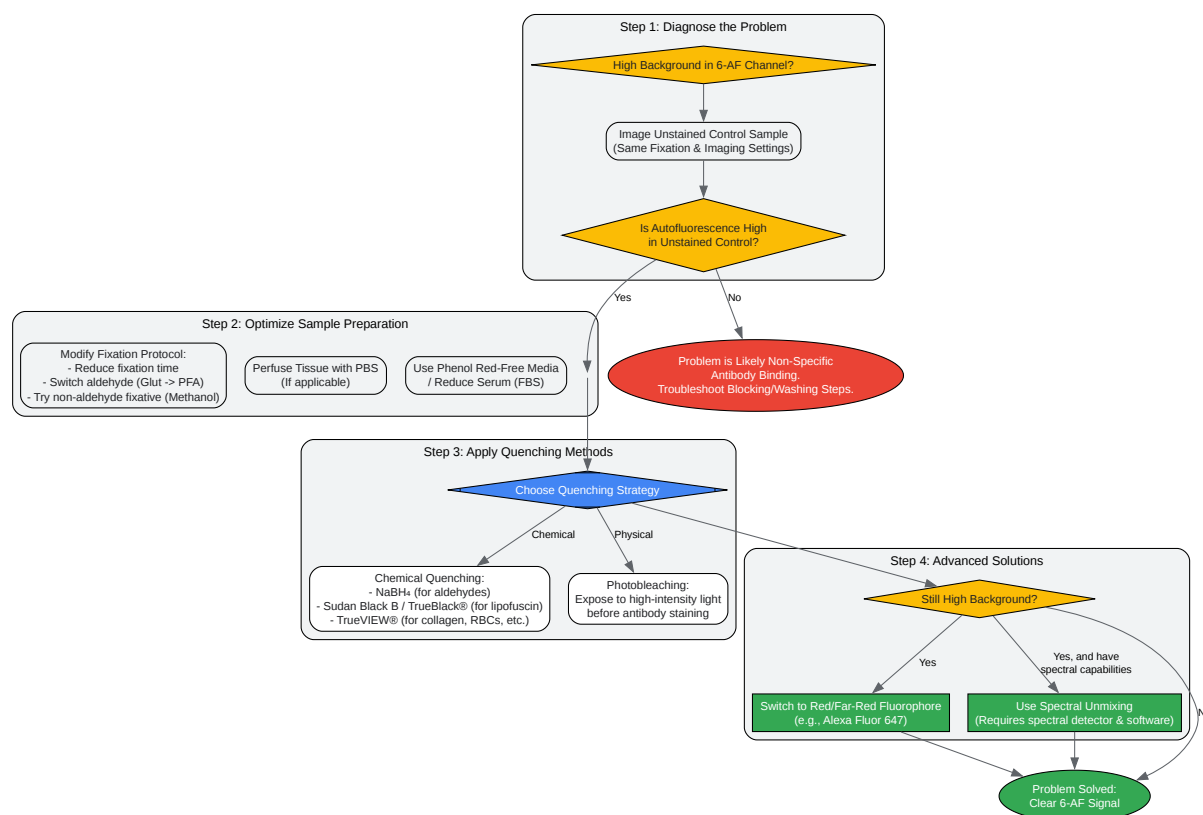 Step 1: Diagnose the Problem
High Background in 6-AF Channel?
Image Unstained Control Sample
(Same Fixation & Imaging Settings)
Is Autofluorescence High
in Unstained Control?
Yes
No
Step 2: Optimize Sample Preparation
Modify Fixation Protocol:
- Reduce fixation time
- Switch aldehyde (Glut -> PFA)
- Try non-aldehyde fixative (Methanol)
Perfuse Tissue with PBS
(If applicable)
Use Phenol Red-Free Media
/ Reduce Serum (FBS)
Problem is Likely Non-Specific
Antibody Binding.
Troubleshoot Blocking/Washing Steps.
Step 3: Apply Quenching Methods
Choose Quenching Strategy
Chemical
Physical
Chemical Quenching:
- NaBH₄ (for aldehydes)
- Sudan Black B / TrueBlack® (for lipofuscin)
- TrueVIEW® (for collagen, RBCs, etc.)
Photobleaching:
Expose to high-intensity light
before antibody staining
Step 4: Advanced Solutions
Still High Background?
Yes
Yes, and have
spectral capabilities
Switch to Red/Far-Red Fluorophore
(e.g., Alexa Fluor 647)
Use Spectral Unmixing
(Requires spectral detector & software)
Problem Solved:
Clear 6-AF Signal